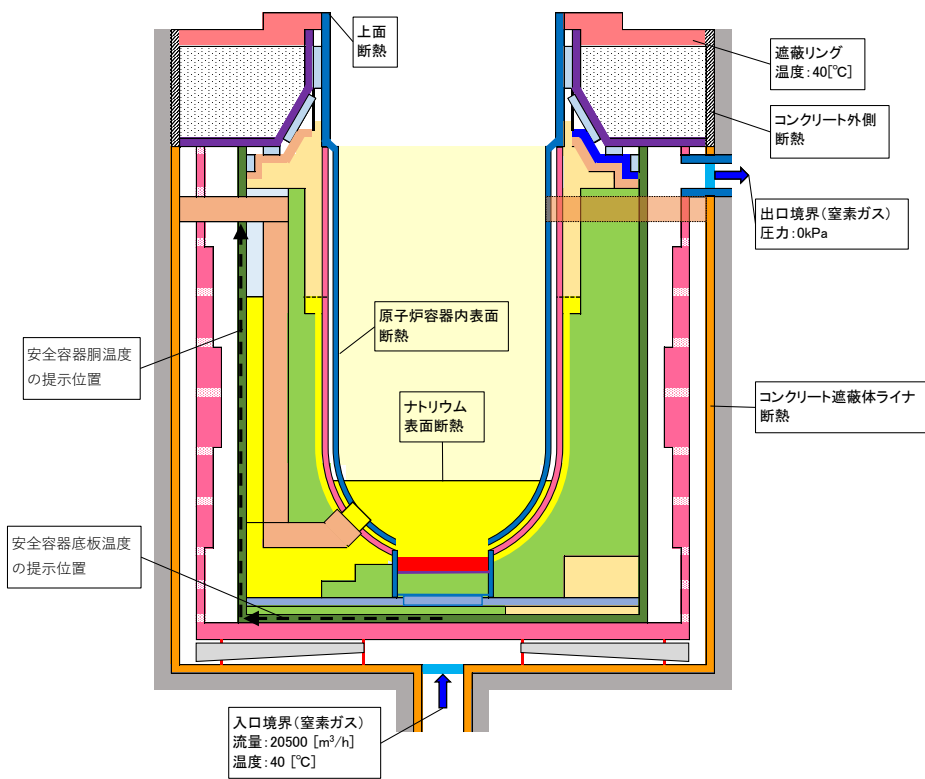 上面
断熱
遮蔽リング
温度:40[℃]
コンクリート外側
断熱
出口境界(窒素ガス)
圧力:0kPa
原子炉容器内表面
断熱
安全容器胴温度
の提示位置
ナトリウム
表面断熱
コンクリート遮蔽体ライナ
断熱
安全容器底板温度
の提示位置
入口境界(窒素ガス)
流量:20500 [m³/h]
温度:40 [℃]